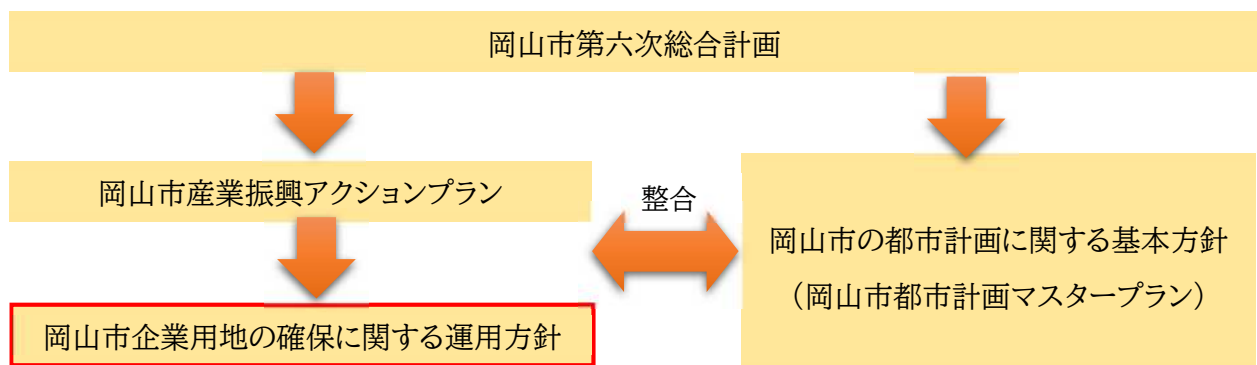 岡山市第六次総合計画
岡山市産業振興アクションプラン
整合
岡山市の都市計画に関する基本方針
（岡山市都市計画マスタープラン）
岡山市企業用地の確保に関する運用方針